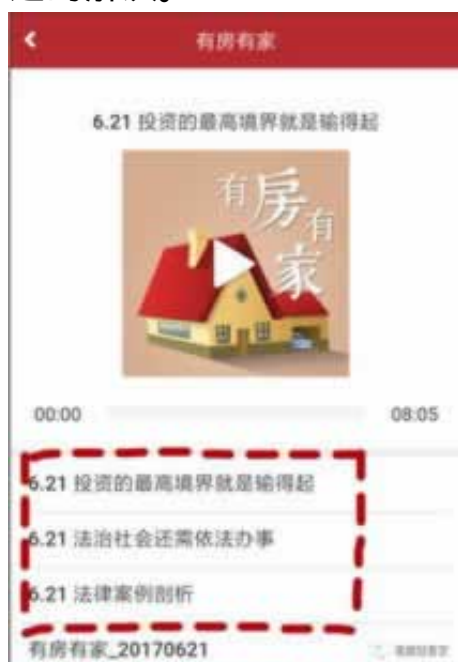 有房有家
6.21 投资的最高境界就是输得起
有房有家
00:00
08:05
6.21 投资的最高境界就是输得起
6.21 法治社会还需依法办事
6.21 法律案例剖析
有房有家_20170621